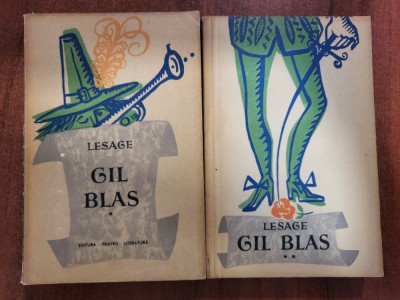 LESAGE
GIL
BLAS
*
EDITURA PENTRU LITERATURĂ
LESAGE
GIL BLAS
**